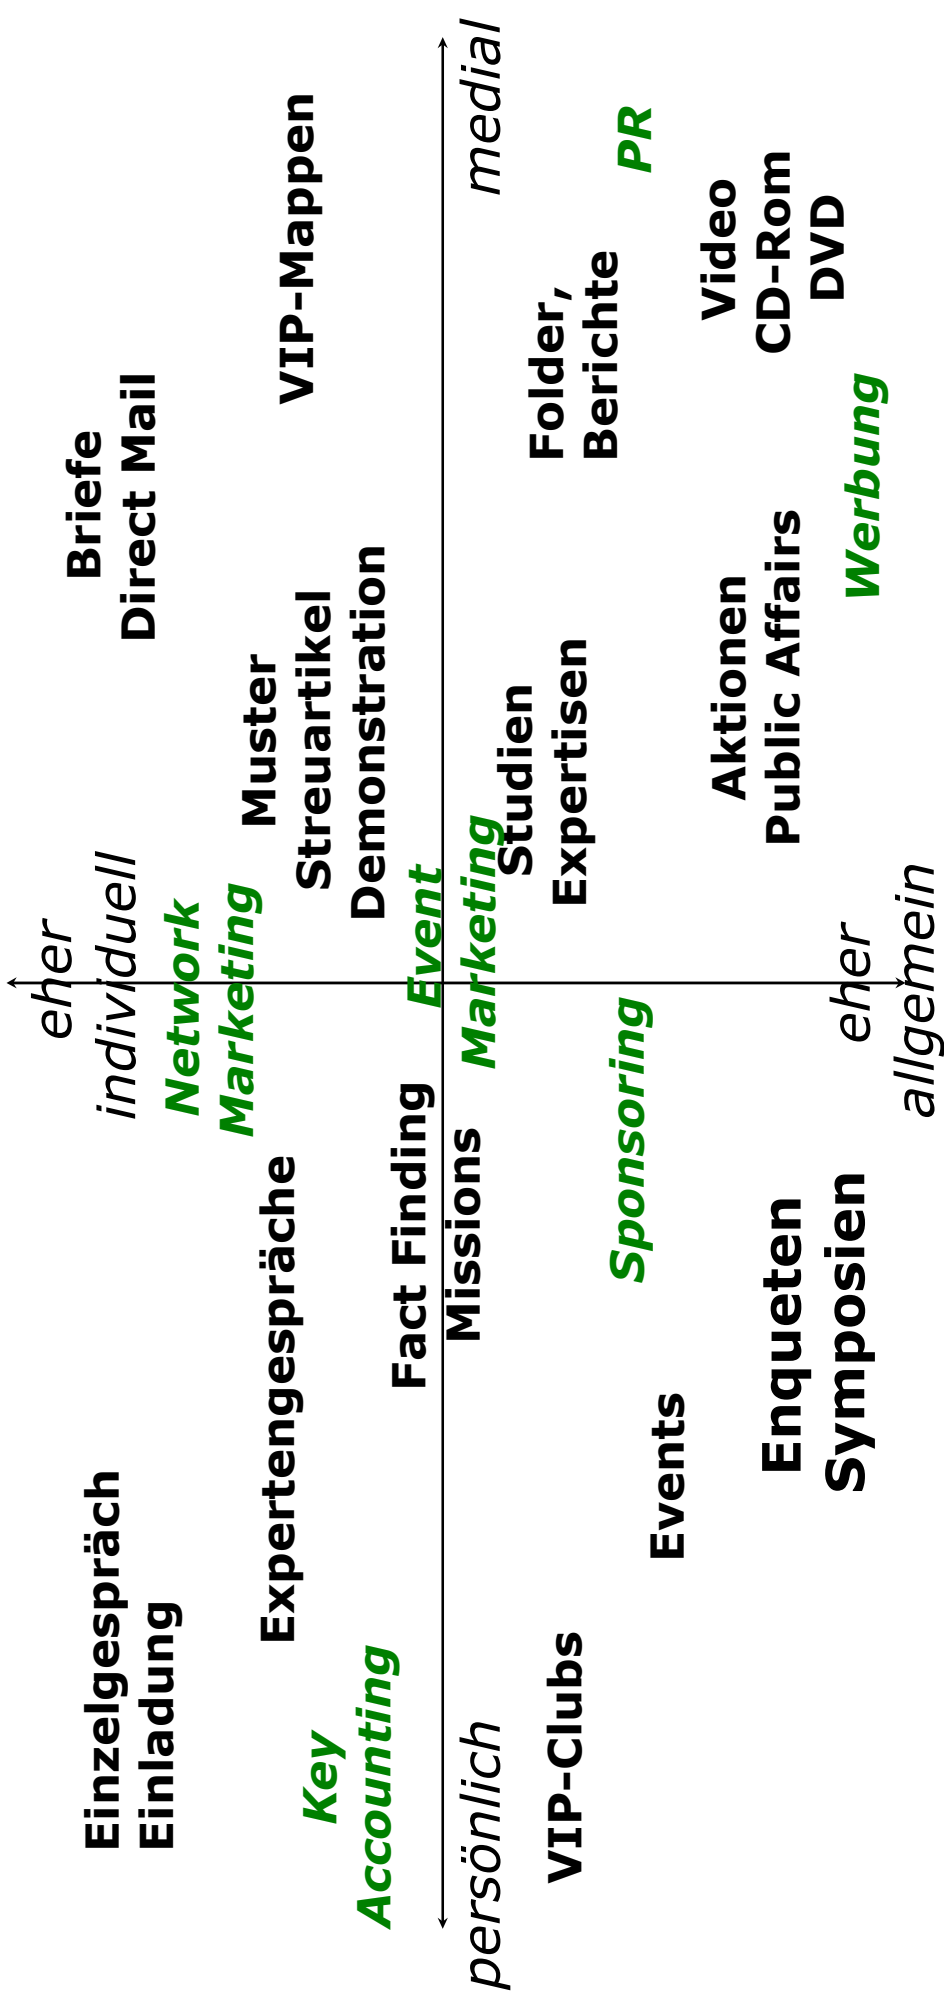 eher
individuell
Einzelgespräch
Einladung
Briefe
Direct Mail
Network
Marketing
Expertengespräche
Muster
Streuartikel
Demonstration
VIP-Mappen
Key
Accounting
Fact Finding
Missions
Event
Marketing
persönlich
medial
VIP-Clubs
Studien
Expertisen
Folder,
Berichte
Sponsoring
PR
Events
Aktionen
Public Affairs
Video
CD-Rom
DVD
Enqueten
Symposien
Werbung
eher
allgemein